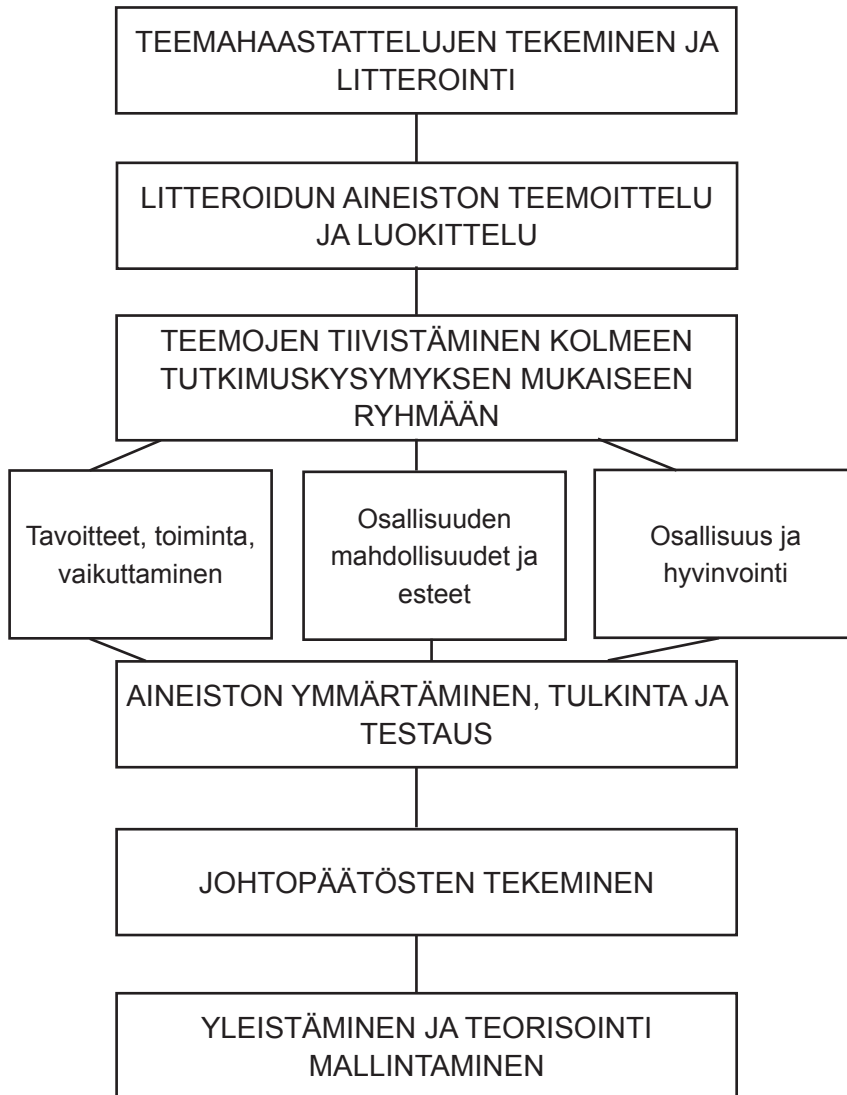 TEEMAHAASTATTELUJEN TEKEMINEN JA
LITTEROINTI
LITTEROIDUN AINEISTON TEEMOITTELU
JA LUOKITTELU
TEEMOJEN TIIVISTÄMINEN KOLMEEN
TUTKIMUSKYSYMYKSEN MUKAISEEN
RYHMÄÄN
Tavoitteet, toiminta,
vaikuttaminen
Osallisuuden
mahdollisuudet ja
esteet
Osallisuus ja
hyvinvointi
AINEISTON YMMÄRTÄMINEN, TULKINTA JA
TESTAUS
JOHTOPÄÄTÖSTEN TEKEMINEN
YLEISTÄMINEN JA TEORISOINTI
MALLINTAMINEN